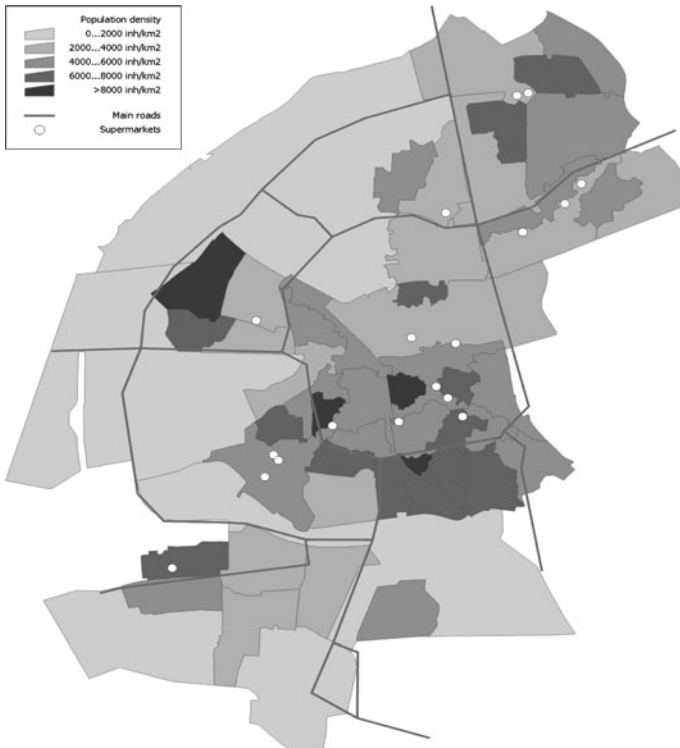 Population density
0...2000 inh/km2
2000...4000 inh/km2
4000...6000 inh/km2
6000...8000 inh/km2
>8000 inh/km2
Main roads
Supermarkets